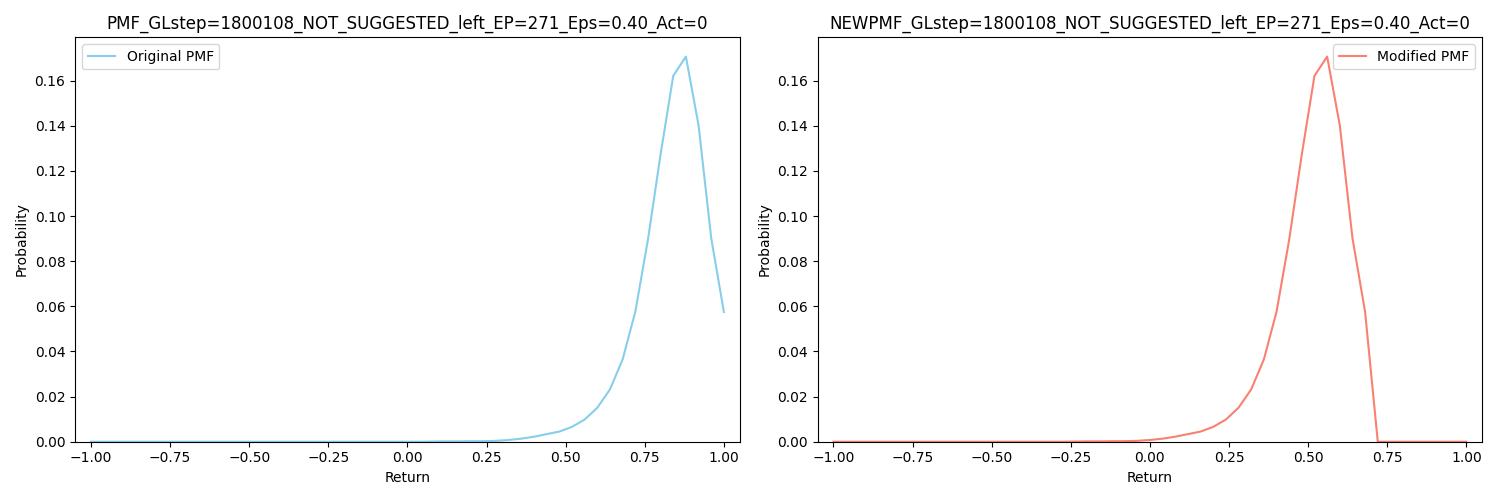 PMF_GLstep=1800108_NOT_SUGGESTED_left_EP=271_Eps=0.40_Act=0
Original PMF
Probability
0.16
0.14
0.12
0.10
0.08
0.06
0.04
0.02
0.00
−1.00 −0.75 −0.50 −0.25 0.00 0.25 0.50 0.75 1.00
Return
NEWPMF_GLstep=1800108_NOT_SUGGESTED_left_EP=271_Eps=0.40_Act=0
Modified PMF
Probability
0.16
0.14
0.12
0.10
0.08
0.06
0.04
0.02
0.00
−1.00 −0.75 −0.50 −0.25 0.00 0.25 0.50 0.75 1.00
Return